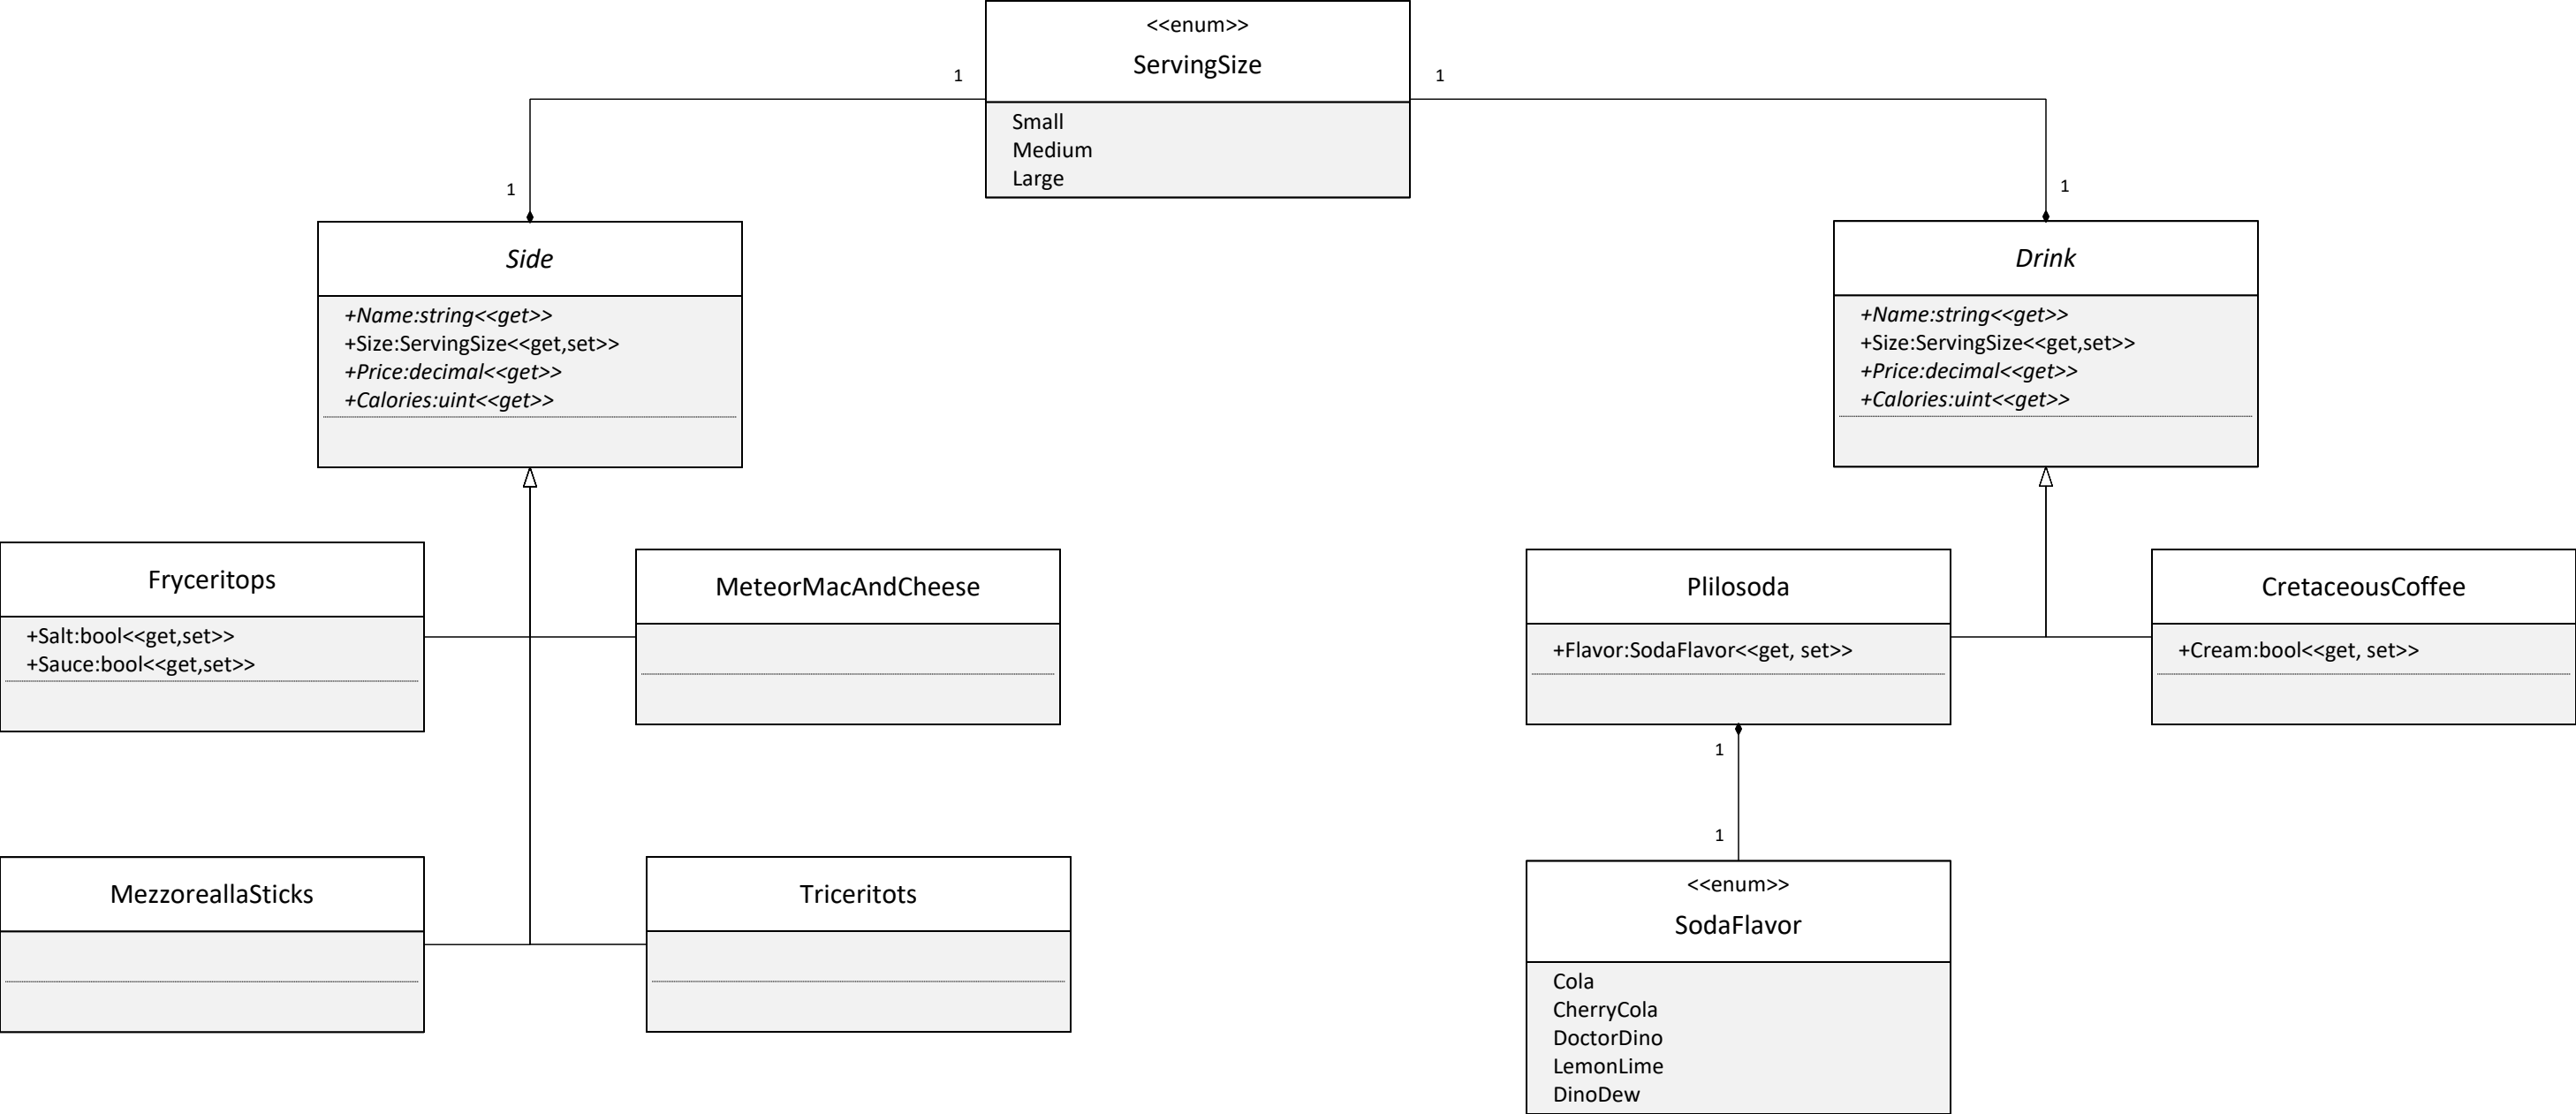 <<enum>>
ServingSize
Small
Medium
Large
1
1
1
1
Side
+Name:string<<get>>
+Size:ServingSize<<get,set>>
+Price:decimal<<get>>
+Calories:uint<<get>>
Drink
+Name:string<<get>>
+Size:ServingSize<<get,set>>
+Price:decimal<<get>>
+Calories:uint<<get>>
Fryceritops
+Salt:bool<<get,set>>
+Sauce:bool<<get,set>>
MeteorMacAndCheese
Plilosoda
+Flavor:SodaFlavor<<get, set>>
CretaceousCoffee
+Cream:bool<<get, set>>
1
1
MezzoreallaSticks
Triceritots
<<enum>>
SodaFlavor
Cola
CherryCola
DoctorDino
LemonLime
DinoDew